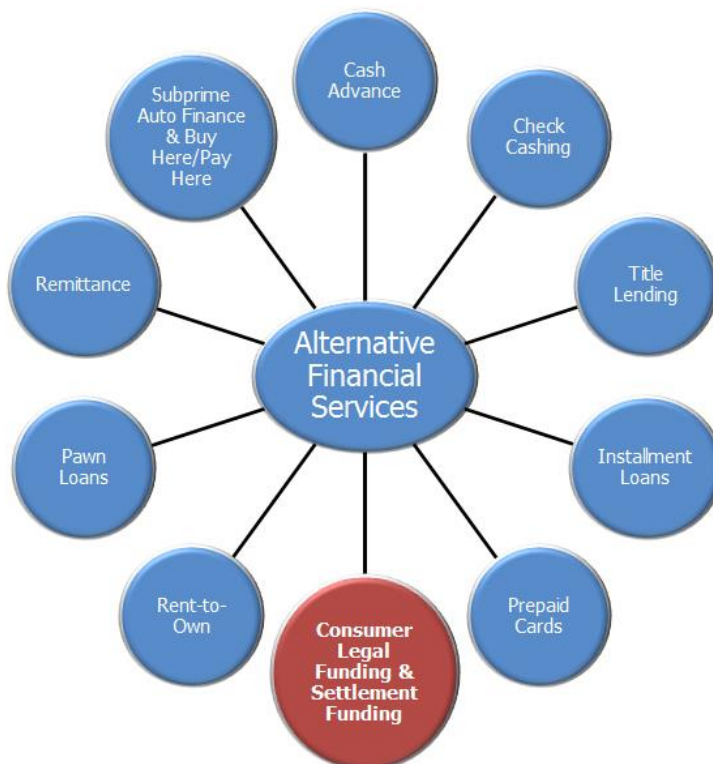 Cash
Advance
Subprime
Auto Finance
& Buy
Here/Pay
Here
Check
Cashing
Remittance
Title
Lending
Alternative
Financial
Services
Pawn
Loans
Installment
Loans
Rent-to-
Own
Prepaid
Cards
Consumer
Legal
Funding &
Settlement
Funding